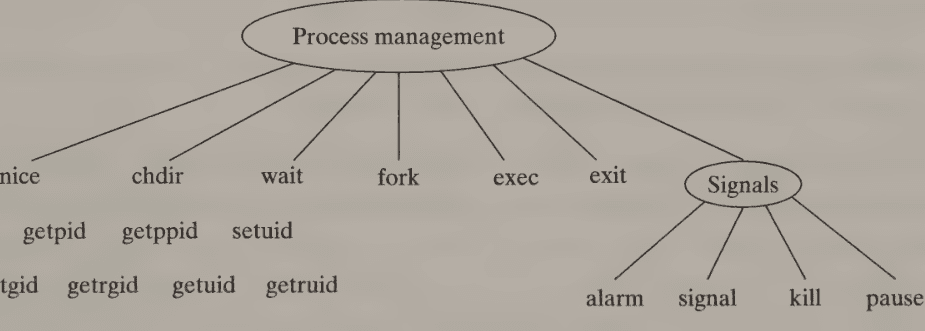 Process management
nice chdir wait fork exec exit Signals
getpid getppid setuid
tgid getrgid getuid getruid
alarm signal kill pause